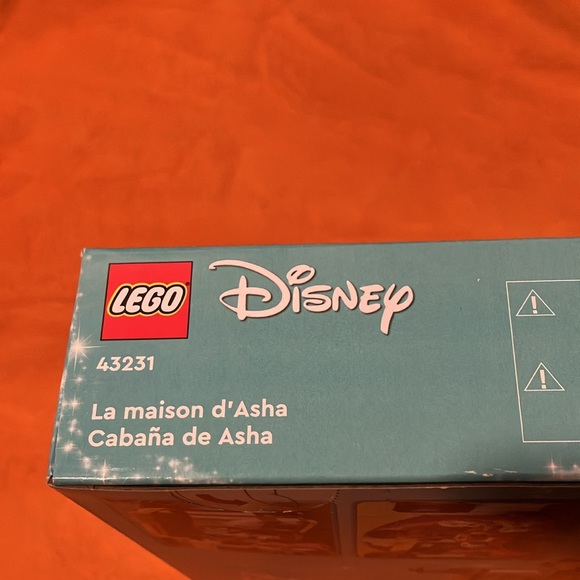 LEGO
Disney
43231
La maison d'Asha
Cabaña de Asha